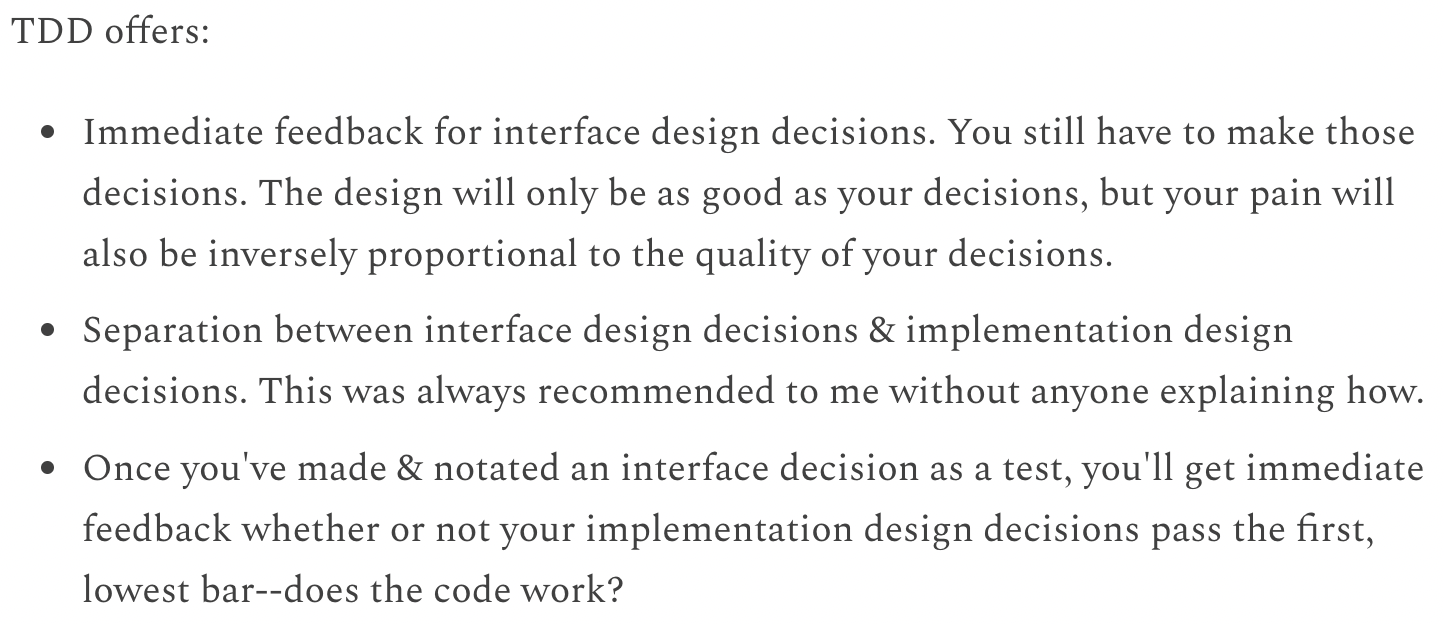 TDD offers:
• Immediate feedback for interface design decisions. You still have to make those
decisions. The design will only be as good as your decisions, but your pain will
also be inversely proportional to the quality of your decisions.
• Separation between interface design decisions & implementation design
decisions. This was always recommended to me without anyone explaining how.
• Once you've made & notated an interface decision as a test, you'll get immediate
feedback whether or not your implementation design decisions pass the first,
lowest bar--does the code work?